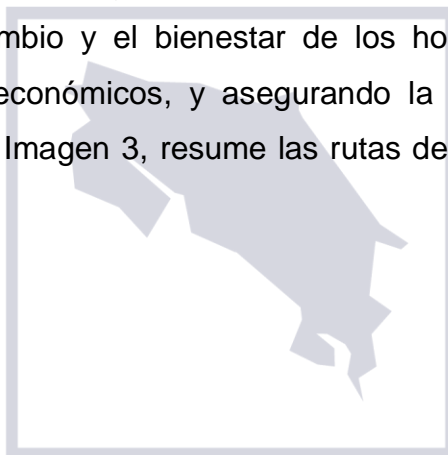 mbio y el bienestar de los ho
económicos, y asegurando la
Imagen 3, resume las rutas de